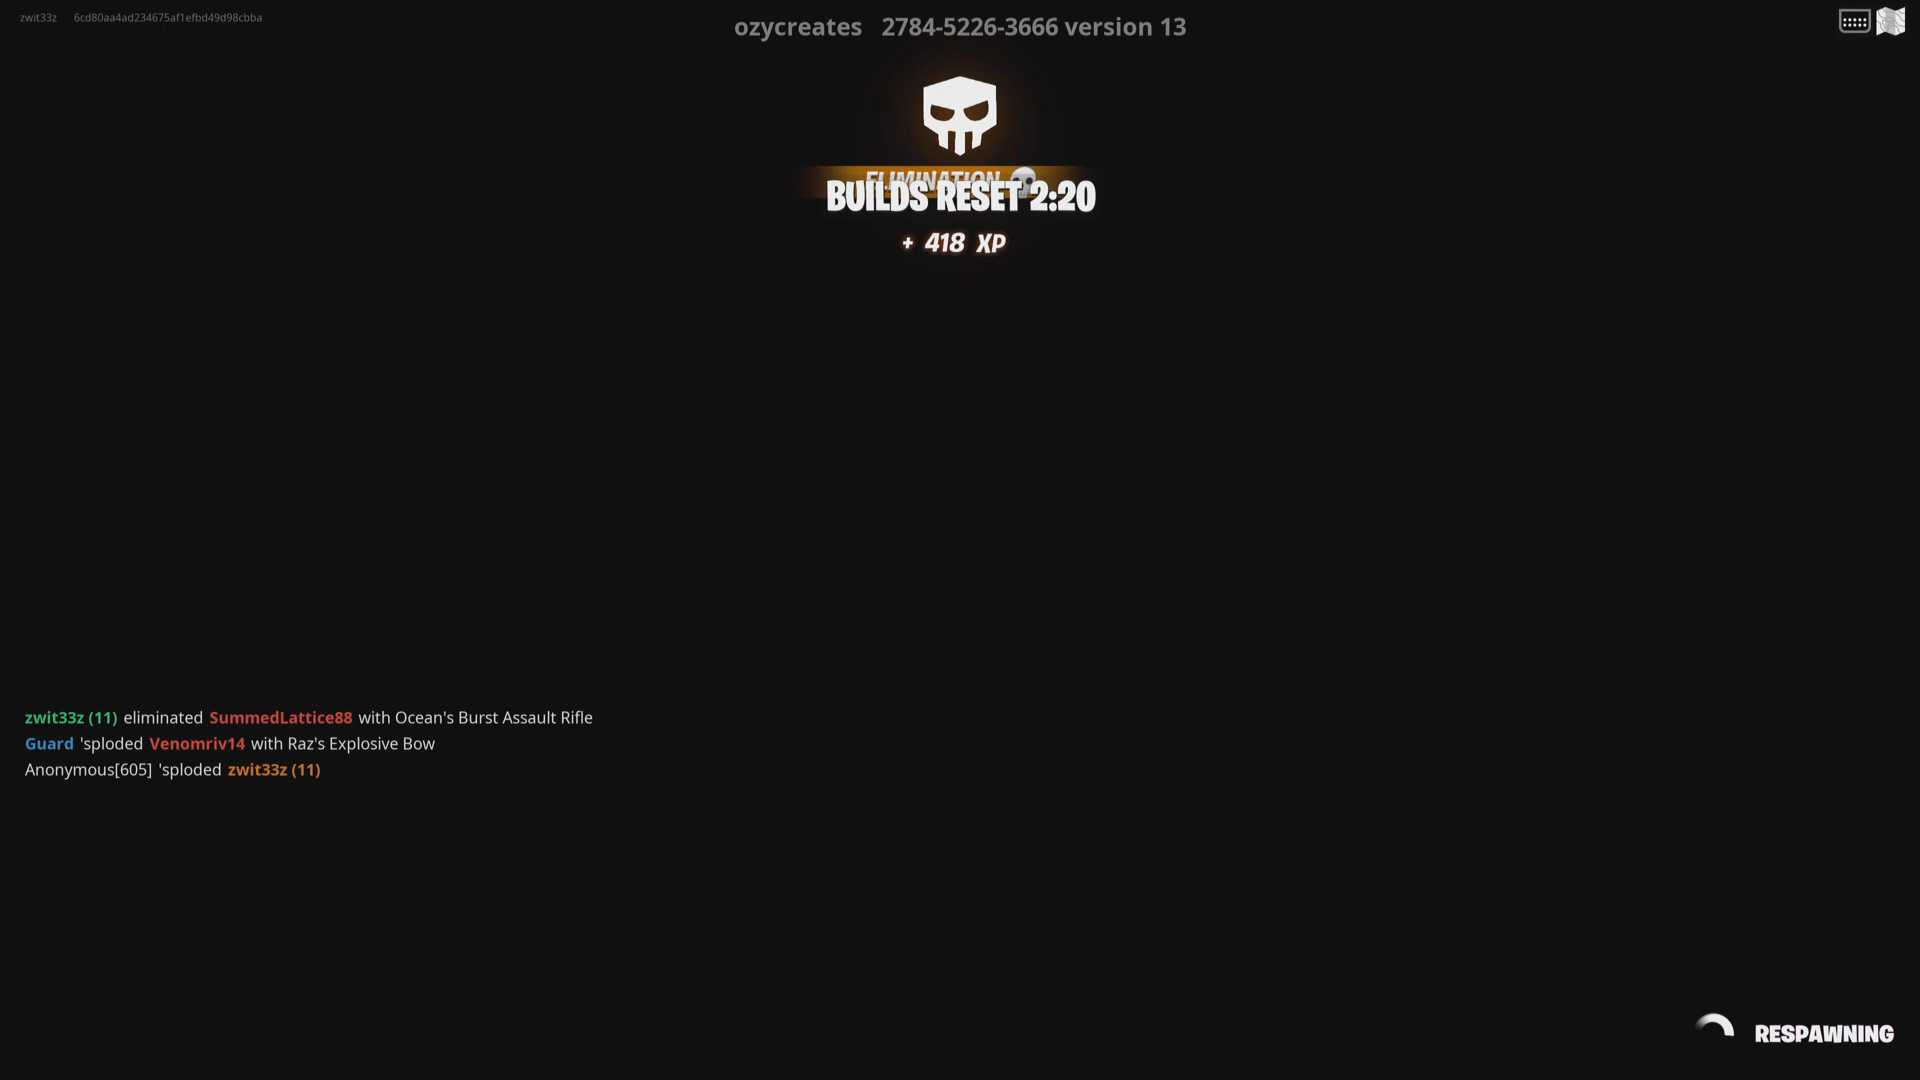 zwit33z 6cd80aa4ad234675af1efbd49d98cbba
ozycreates 2784-5226-3666 version 13
ELIMINATION
BUILDS RESET 2:20
+ 418 XP
zwit33z (11) eliminated SummedLattice88 with Ocean's Burst Assault Rifle
Guard 'sploded Venomriv14 with Raz's Explosive Bow
Anonymous[605] 'sploded zwit33z (11)
RESPAWNING